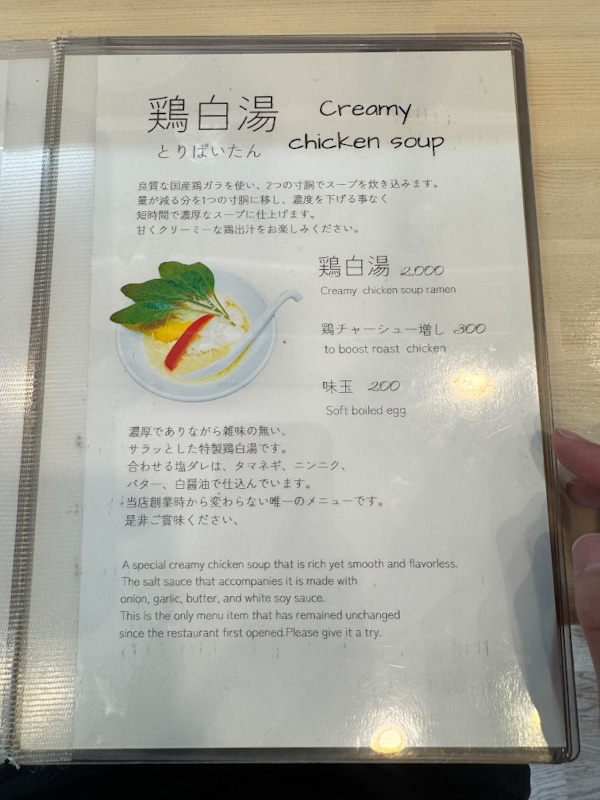 鶏白湯
とりぱいたん
Creamy
chicken soup
良質な国産鶏ガラを使い、2つの寸胴でスープを炊き込みます。
量が減る分を1つの寸胴に移し、濃度を下げる事なく
短時間で濃厚なスープに仕上げます。
甘くクリーミーな鶏出汁をお楽しみください。
鶏白湯 2,000
Creamy chicken soup ramen
鶏チャーシュー増し 300
to boost roast chicken
味玉 200
Soft boiled egg
濃厚でありながら雑味の無い、
サラッとした特製鶏白湯です。
合わせる塩ダレは、タマネギ、ニンニク、
バター、白醤油で仕込んでいます。
当店創業時から変わらない唯一のメニューです。
是非ご賞味ください、
A special creamy chicken soup that is rich yet smooth and flavorless.
The salt sauce that accompanies it is made with
onion, garlic, butter, and white soy sauce.
This is the only menu item that has remained unchanged
since the restaurant first opened.Please give it a try.